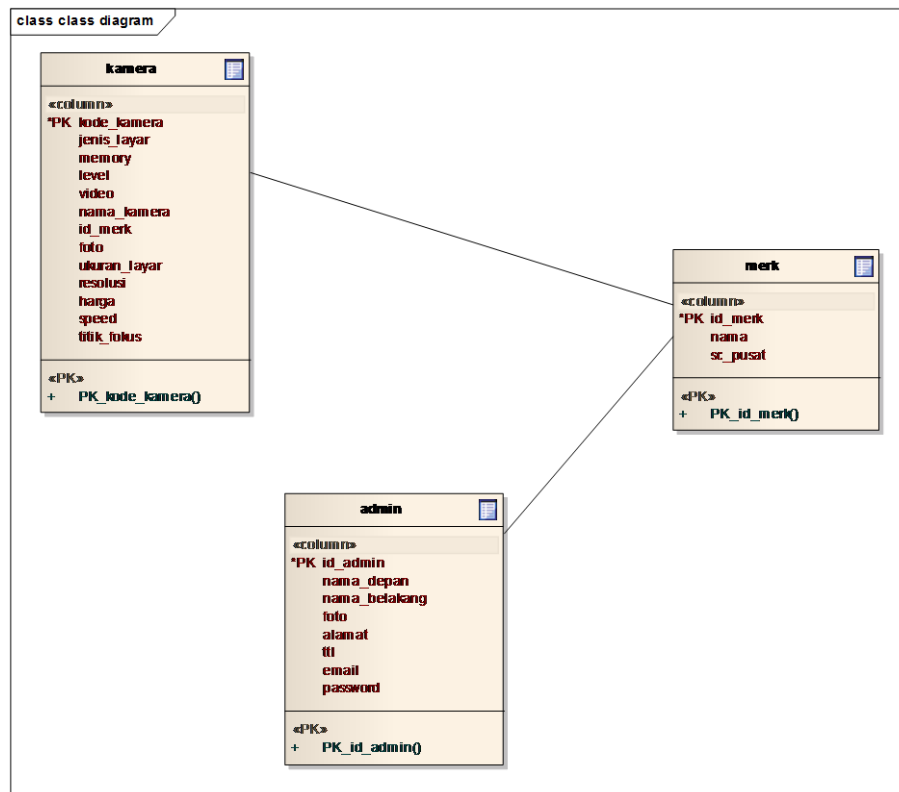 class class diagram
kamera
«column»
*PK kode_kamera
jenis_layar
memory
level
video
nama_kamera
id_merk
foto
ukuran_layar
resolusi
harga
speed
titik_fokus
«PK»
+ PK_kode_kamera()
merk
«column»
*PK id_merk
nama
sc_pusat
«PK»
+ PK_id_merk()
admin
«column»
*PK id_admin
nama_depan
nama_belakang
foto
alamat
ttl
email
password
«PK»
+ PK_id_admin()